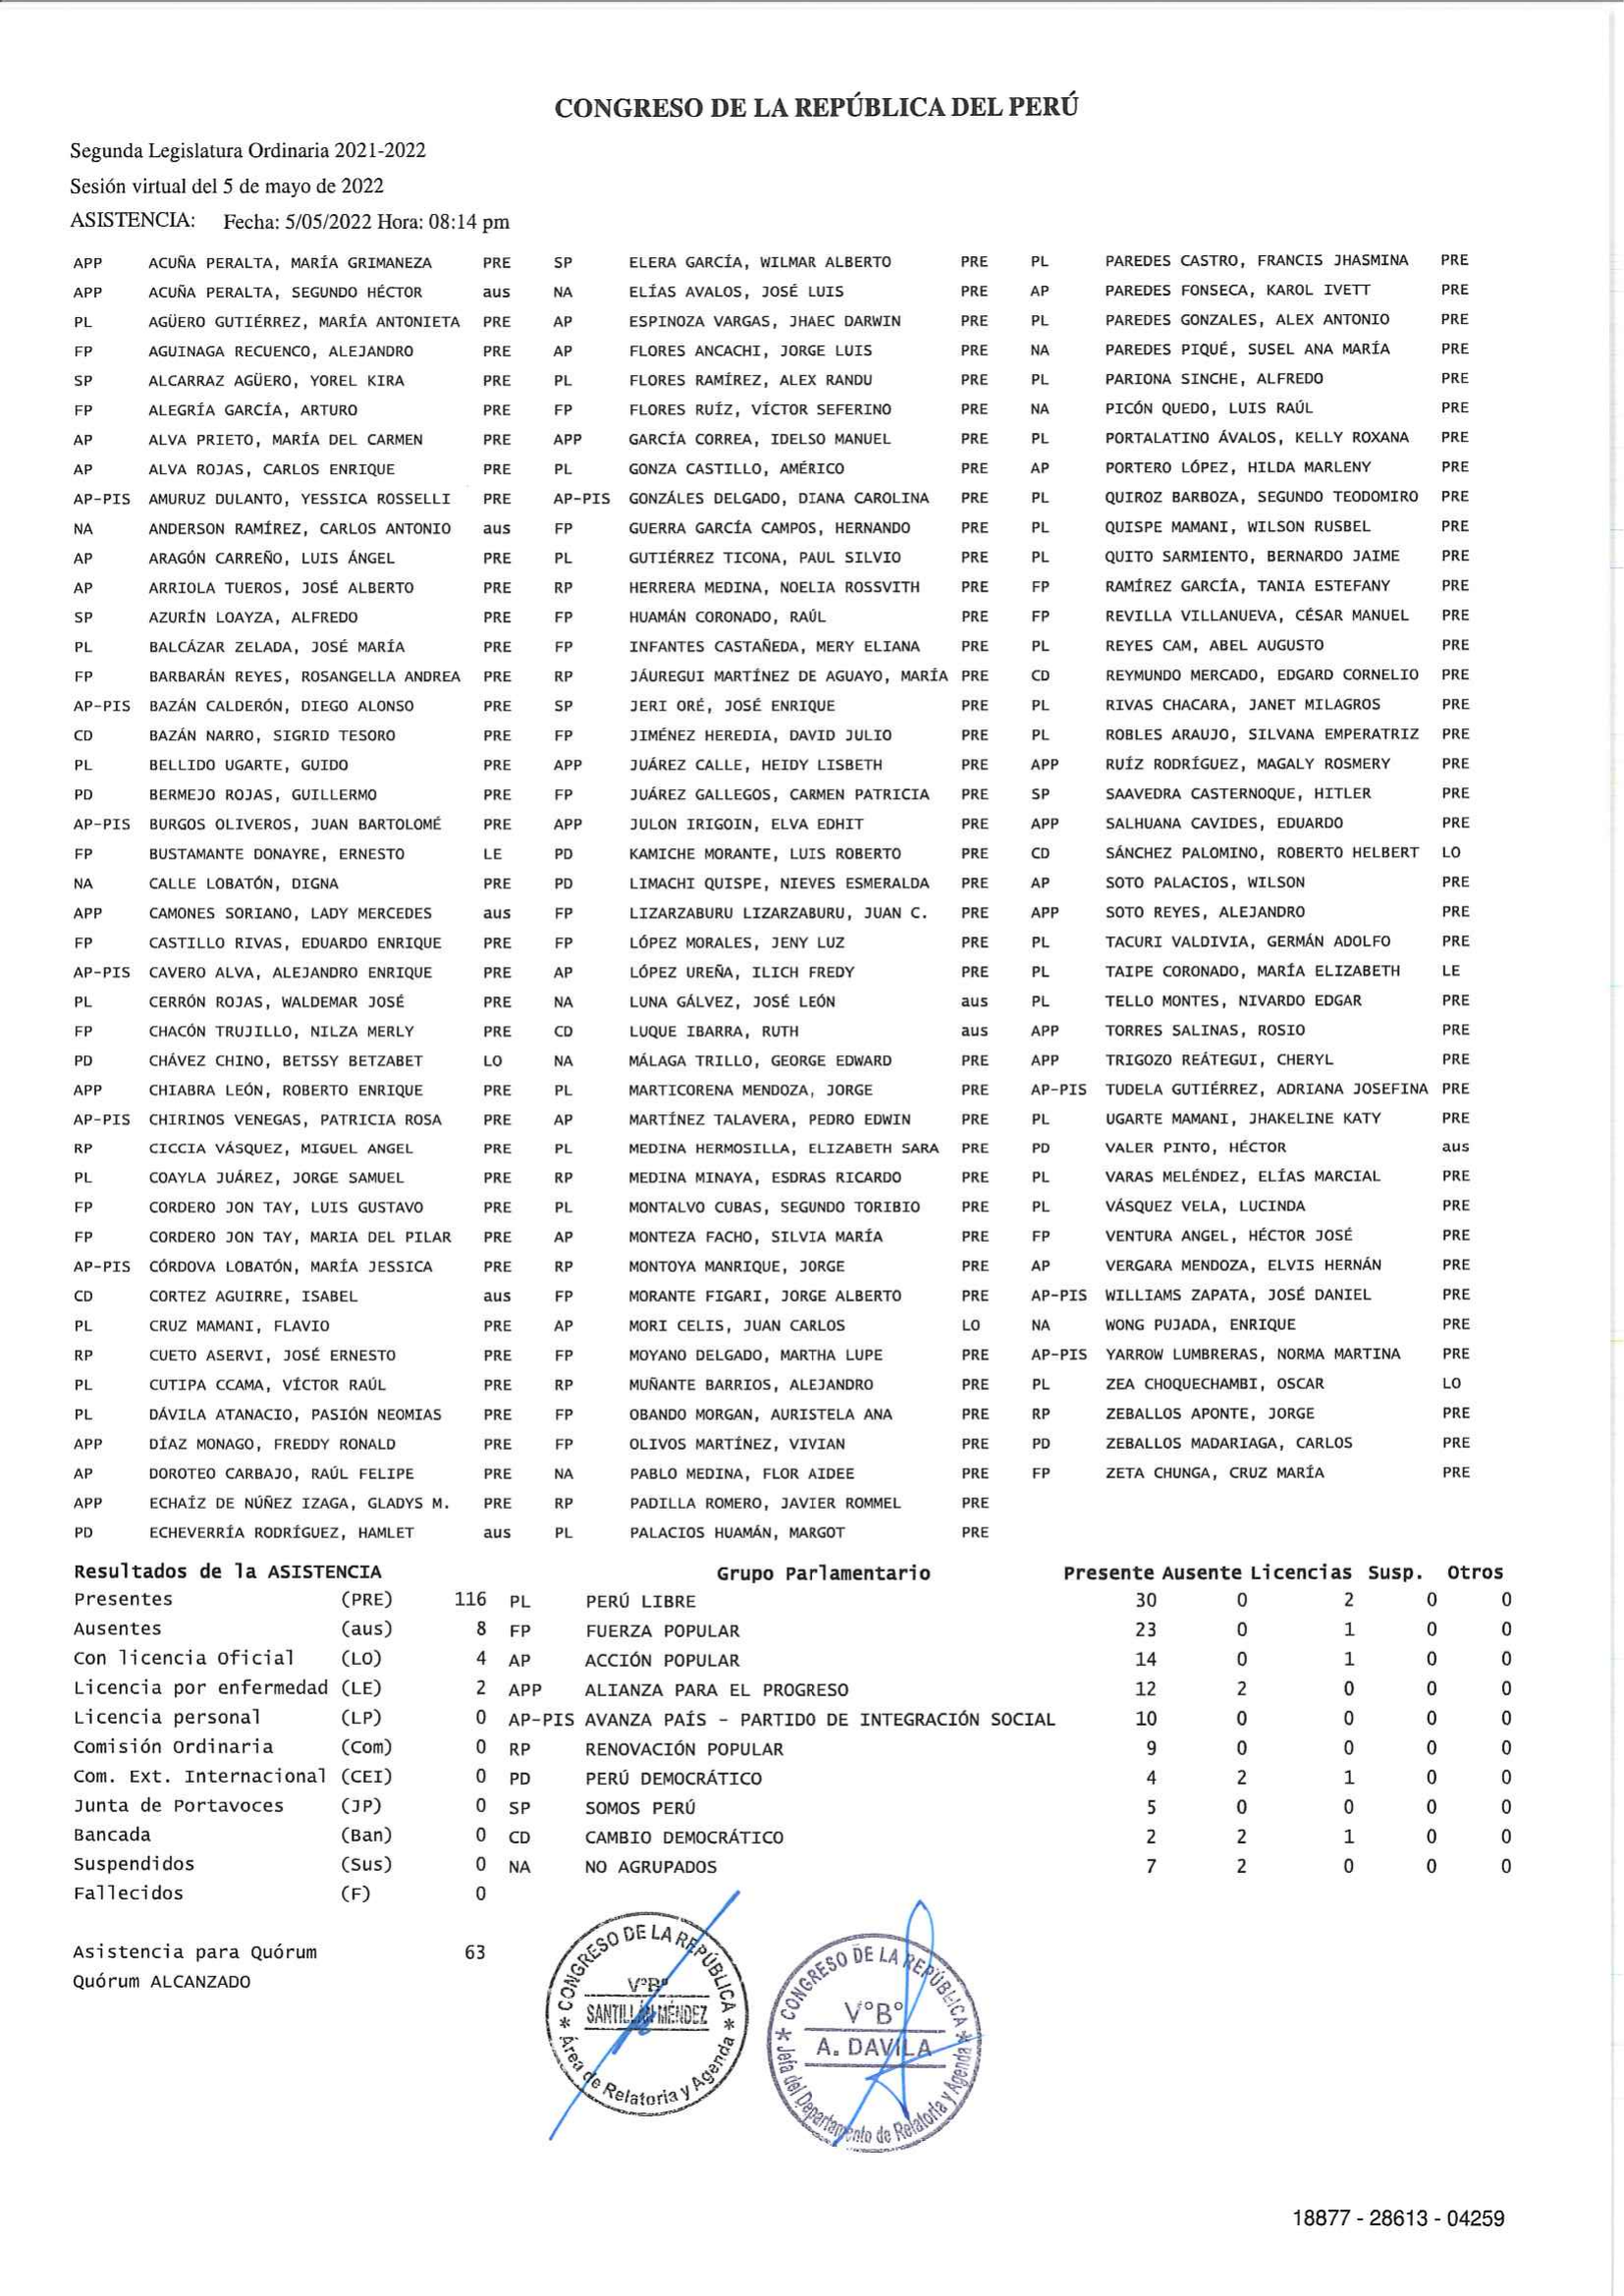 CONGRESO DE LA REPÚBLICA DEL PERÚ
Segunda Legislatura Ordinaria 2021-2022
Sesión virtual del 5 de mayo de 2022
ASISTENCIA: Fecha: 5/05/2022 Hora: 08:14 pm
APP ACUÑA PERALTA, MARÍA GRIMANEZA PRE SP ELERA GARCÍA, WILMAR ALBERTO PRE PL PAREDES CASTRO, FRANCIS JHASMINA PRE
APP ACUÑA PERALTA, SEGUNDO HÉCTOR aus NA ELÍAS AVALOS, JOSÉ LUIS PRE AP PAREDES FONSECA, KAROL IVETT PRE
PL AGÜERO GUTIÉRREZ, MARÍA ANTONIETA PRE AP ESPINOZA VARGAS, JHAEC DARWIN PRE PL PAREDES GONZALES, ALEX ANTONIO PRE
FP AGUINAGA RECUENCO, ALEJANDRO PRE AP FLORES ANCACHI, JORGE LUIS PRE NA PAREDES PIQUÉ, SUSEL ANA MARÍA PRE
SP ALCARRAZ AGÜERO, YOREL KIRA PRE PL FLORES RAMÍREZ, ALEX RANDU PRE PL PARIONA SINCHE, ALFREDO PRE
FP ALEGRÍA GARCÍA, ARTURO PRE FP FLORES RUÍZ, VÍCTOR SEFERINO PRE NA PICÓN QUEDO, LUIS RAÚL PRE
AP ALVA PRIETO, MARÍA DEL CARMEN PRE APP GARCÍA CORREA, IDELSO MANUEL PRE PL PORTALATINO ÁVALOS, KELLY ROXANA PRE
AP ALVA ROJAS, CARLOS ENRIQUE PRE PL GONZA CASTILLO, AMÉRICO PRE AP PORTERO LÓPEZ, HILDA MARLENY PRE
AP-PIS AMURUZ DULANTO, YESSICA ROSSELLI PRE AP-PIS GONZÁLES DELGADO, DIANA CAROLINA PRE PL QUIROZ BARBOZA, SEGUNDO TEODOMIRO PRE
NA ANDERSON RAMÍREZ, CARLOS ANTONIO aus FP GUERRA GARCÍA CAMPOS, HERNANDO PRE PL QUISPE MAMANI, WILSON RUSBEL PRE
AP ARAGÓN CARREÑO, LUIS ÁNGEL PRE PL GUTIÉRREZ TICONA, PAUL SILVIO PRE PL QUITO SARMIENTO, BERNARDO JAIME PRE
AP ARRIOLA TUEROS, JOSÉ ALBERTO PRE RP HERRERA MEDINA, NOELIA ROSSVITH PRE FP RAMÍREZ GARCÍA, TANIA ESTEFANY PRE
SP AZURÍN LOAYZA, ALFREDO PRE FP HUAMÁN CORONADO, RAÚL PRE FP REVILLA VILLANUEVA, CÉSAR MANUEL PRE
PL BALCÁZAR ZELADA, JOSÉ MARÍA PRE FP INFANTES CASTAÑEDA, MERY ELIANA PRE PL REYES CAM, ABEL AUGUSTO PRE
FP BARBARÁN REYES, ROSANGELLA ANDREA PRE RP JÁUREGUI MARTÍNEZ DE AGUAYO, MARÍA PRE CD REYMUNDO MERCADO, EDGARD CORNELIO PRE
AP-PIS BAZÁN CALDERÓN, DIEGO ALONSO PRE SP JERI ORÉ, JOSÉ ENRIQUE PRE PL RIVAS CHACARA, JANET MILAGROS PRE
CD BAZÁN NARRO, SIGRID TESORO PRE FP JIMÉNEZ HEREDIA, DAVID JULIO PRE PL ROBLES ARAUJO, SILVANA EMPERATRIZ PRE
PL BELLIDO UGARTE, GUIDO PRE APP JUÁREZ CALLE, HEIDY LISBETH PRE APP RUÍZ RODRÍGUEZ, MAGALY ROSMERY PRE
PD BERMEJO ROJAS, GUILLERMO PRE FP JUÁREZ GALLEGOS, CARMEN PATRICIA PRE SP SAAVEDRA CASTERNOQUE, HITLER PRE
AP-PIS BURGOS OLIVEROS, JUAN BARTOLOMÉ PRE APP JULON IRIGOIN, ELVA EDHIT PRE APP SALHUANA CAVIDES, EDUARDO PRE
FP BUSTAMANTE DONAYRE, ERNESTO LE PD KAMICHE MORANTE, LUIS ROBERTO PRE CD SÁNCHEZ PALOMINO, ROBERTO HELBERT LO
NA CALLE LOBATÓN, DIGNA PRE PD LIMACHI QUISPE, NIEVES ESMERALDA PRE AP SOTO PALACIOS, WILSON PRE
APP CAMONES SORIANO, LADY MERCEDES aus FP LIZARZABURU LIZARZABURU, JUAN C. PRE APP SOTO REYES, ALEJANDRO PRE
FP CASTILLO RIVAS, EDUARDO ENRIQUE PRE FP LÓPEZ MORALES, JENY LUZ PRE PL TACURI VALDIVIA, GERMÁN ADOLFO PRE
AP-PIS CAVERO ALVA, ALEJANDRO ENRIQUE PRE AP LÓPEZ UREÑA, ILICH FREDY PRE PL TAIPE CORONADO, MARÍA ELIZABETH LE
PL CERRÓN ROJAS, WALDEMAR JOSÉ PRE NA LUNA GÁLVEZ, JOSÉ LEÓN aus PL TELLO MONTES, NIVARDO EDGAR PRE
FP CHACÓN TRUJILLO, NILZA MERLY PRE CD LUQUE IBARRA, RUTH aus APP TORRES SALINAS, ROSIO PRE
PD CHÁVEZ CHINO, BETSSY BETZABET LO NA MÁLAGA TRILLO, GEORGE EDWARD PRE APP TRIGOZO REÁTEGUI, CHERYL PRE
APP CHIABRA LEÓN, ROBERTO ENRIQUE PRE PL MARTICORENA MENDOZA, JORGE PRE AP-PIS TUDELA GUTIÉRREZ, ADRIANA JOSEFINA PRE
AP-PIS CHIRINOS VENEGAS, PATRICIA ROSA PRE AP MARTÍNEZ TALAVERA, PEDRO EDWIN PRE PL UGARTE MAMANI, JHAKELINE KATY PRE
RP CICCIA VÁSQUEZ, MIGUEL ANGEL PRE PL MEDINA HERMOSILLA, ELIZABETH SARA PRE PD VALER PINTO, HÉCTOR aus
PL COAYLA JUÁREZ, JORGE SAMUEL PRE RP MEDINA MINAYA, ESDRAS RICARDO PRE PL VARAS MELÉNDEZ, ELÍAS MARCIAL PRE
FP CORDERO JON TAY, LUIS GUSTAVO PRE PL MONTALVO CUBAS, SEGUNDO TORIBIO PRE PL VÁSQUEZ VELA, LUCINDA PRE
FP CORDERO JON TAY, MARIA DEL PILAR PRE AP MONTEZA FACHO, SILVIA MARÍA PRE FP VENTURA ANGEL, HÉCTOR JOSÉ PRE
AP-PIS CÓRDOVA LOBATÓN, MARÍA JESSICA PRE RP MONTOYA MANRIQUE, JORGE PRE AP VERGARA MENDOZA, ELVIS HERNÁN PRE
CD CORTEZ AGUIRRE, ISABEL aus FP MORANTE FIGARI, JORGE ALBERTO PRE AP-PIS WILLIAMS ZAPATA, JOSÉ DANIEL PRE
PL CRUZ MAMANI, FLAVIO PRE AP MORI CELIS, JUAN CARLOS LO NA WONG PUJADA, ENRIQUE PRE
RP CUETO ASERVI, JOSÉ ERNESTO PRE FP MOYANO DELGADO, MARTHA LUPE PRE AP-PIS YARROW LUMBRERAS, NORMA MARTINA PRE
PL CUTIPA CCAMA, VÍCTOR RAÚL PRE RP MUÑANTE BARRIOS, ALEJANDRO PRE PL ZEA CHOQUECHAMBI, OSCAR LO
PL DÁVILA ATANACIO, PASIÓN NEOMIAS PRE FP OBANDO MORGAN, AURISTELA ANA PRE RP ZEBALLOS APONTE, JORGE PRE
APP DÍAZ MONAGO, FREDDY RONALD PRE FP OLIVOS MARTÍNEZ, VIVIAN PRE PD ZEBALLOS MADARIAGA, CARLOS PRE
AP DOROTEO CARBAJO, RAÚL FELIPE PRE NA PABLO MEDINA, FLOR AIDEE PRE FP ZETA CHUNGA, CRUZ MARÍA PRE
APP ECHAÍZ DE NÚÑEZ IZAGA, GLADYS M. PRE RP PADILLA ROMERO, JAVIER ROMMEL PRE
PD ECHEVERRÍA RODRÍGUEZ, HAMLET aus PL PALACIOS HUAMÁN, MARGOT PRE
Resultados de la ASISTENCIA Grupo Parlamentario Presente Ausente Licencias Susp. Otros
Presentes (PRE) 116 PL PERÚ LIBRE 30 0 2 0 0
Ausentes (aus) 8 FP FUERZA POPULAR 23 0 1 0 0
Con licencia Oficial (LO) 4 AP ACCIÓN POPULAR 14 0 1 0 0
Licencia por enfermedad (LE) 2 APP ALIANZA PARA EL PROGRESO 12 2 0 0 0
Licencia personal (LP) 0 AP-PIS AVANZA PAÍS - PARTIDO DE INTEGRACIÓN SOCIAL 10 0 0 0 0
Comisión Ordinaria (Com) 0 RP RENOVACIÓN POPULAR 9 0 0 0 0
Com. Ext. Internacional (CEI) 0 PD PERÚ DEMOCRÁTICO 4 2 1 0 0
Junta de Portavoces (JP) 0 SP SOMOS PERÚ 5 0 0 0 0
Bancada (Ban) 0 CD CAMBIO DEMOCRÁTICO 2 2 1 0 0
Suspendidos (Sus) 0 NA NO AGRUPADOS 7 2 0 0 0
Fallecidos (F) 0
Asistencia para Quórum 63
Quórum ALCANZADO
* CONGRESO DE LA REPÚBLICA *
V°B°
SANTILLÁN MÉNDEZ
Área de Relatoria y Agenda
* CONGRESO DE LA REPÚBLICA *
V°B°
A. DAVILA
Jefa del Departamento de Relatoría y Agenda
18877 - 28613 - 04259